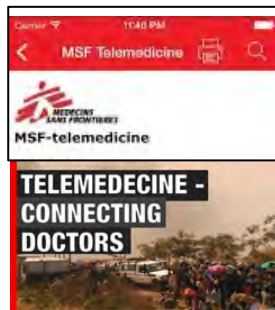 Carrier 11:40 PM
MSF Telemedicine
MEDECINS
SANS FRONTIERES
MSF-telemedicine
TELEMEDECINE -
CONNECTING
DOCTORS